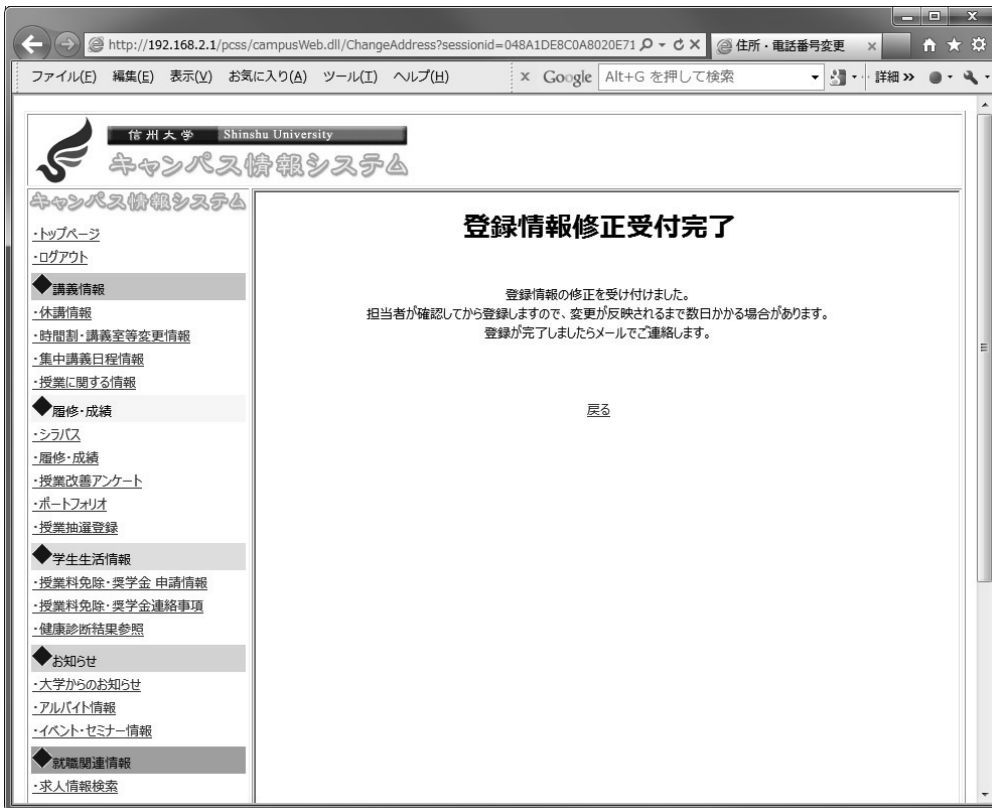 http://192.168.2.1/pcss/campusWeb.dll/ChangeAddress?sessionid=048A1DE8C0A8020E71
住所・電話番号変更
ファイル(F) 編集(E) 表示(V) お気に入り(A) ツール(T) ヘルプ(H)
x Google Alt+G を押して検索 詳細 »
信州大学 Shinshu University
キャンパス情報システム
キャンパス情報システム
・トップページ
・ログアウト
◆講義情報
・休講情報
・時間割・講義室等変更情報
・集中講義日程情報
・授業に関する情報
◆履修・成績
・シラバス
・履修・成績
・授業改善アンケート
・ポートフォリオ
・授業抽選登録
◆学生生活情報
・授業料免除・奨学金 申請情報
・授業料免除・奨学金連絡事項
・健康診断結果参照
◆お知らせ
・大学からのお知らせ
・アルバイト情報
・イベント・セミナー情報
◆就職関連情報
・求人情報検索
登録情報修正受付完了
登録情報の修正を受け付けました。
担当者が確認してから登録しますので、変更が反映されるまで数日かかる場合があります。
登録が完了しましたらメールでご連絡します。
戻る